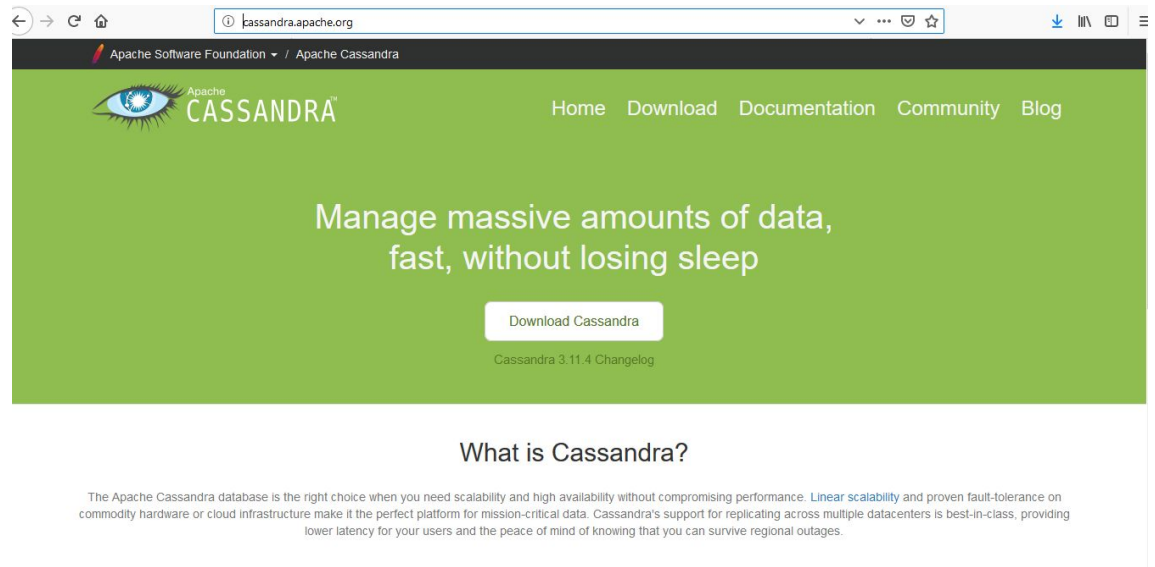 cassandra.apache.org
Apache Software Foundation / Apache Cassandra
Apache
CASSANDRA™
Home Download Documentation Community Blog
Manage massive amounts of data,
fast, without losing sleep
Download Cassandra
Cassandra 3.11.4 Changelog
What is Cassandra?
The Apache Cassandra database is the right choice when you need scalability and high availability without compromising performance. Linear scalability and proven fault-tolerance on
commodity hardware or cloud infrastructure make it the perfect platform for mission-critical data. Cassandra's support for replicating across multiple datacenters is best-in-class, providing
lower latency for your users and the peace of mind of knowing that you can survive regional outages.